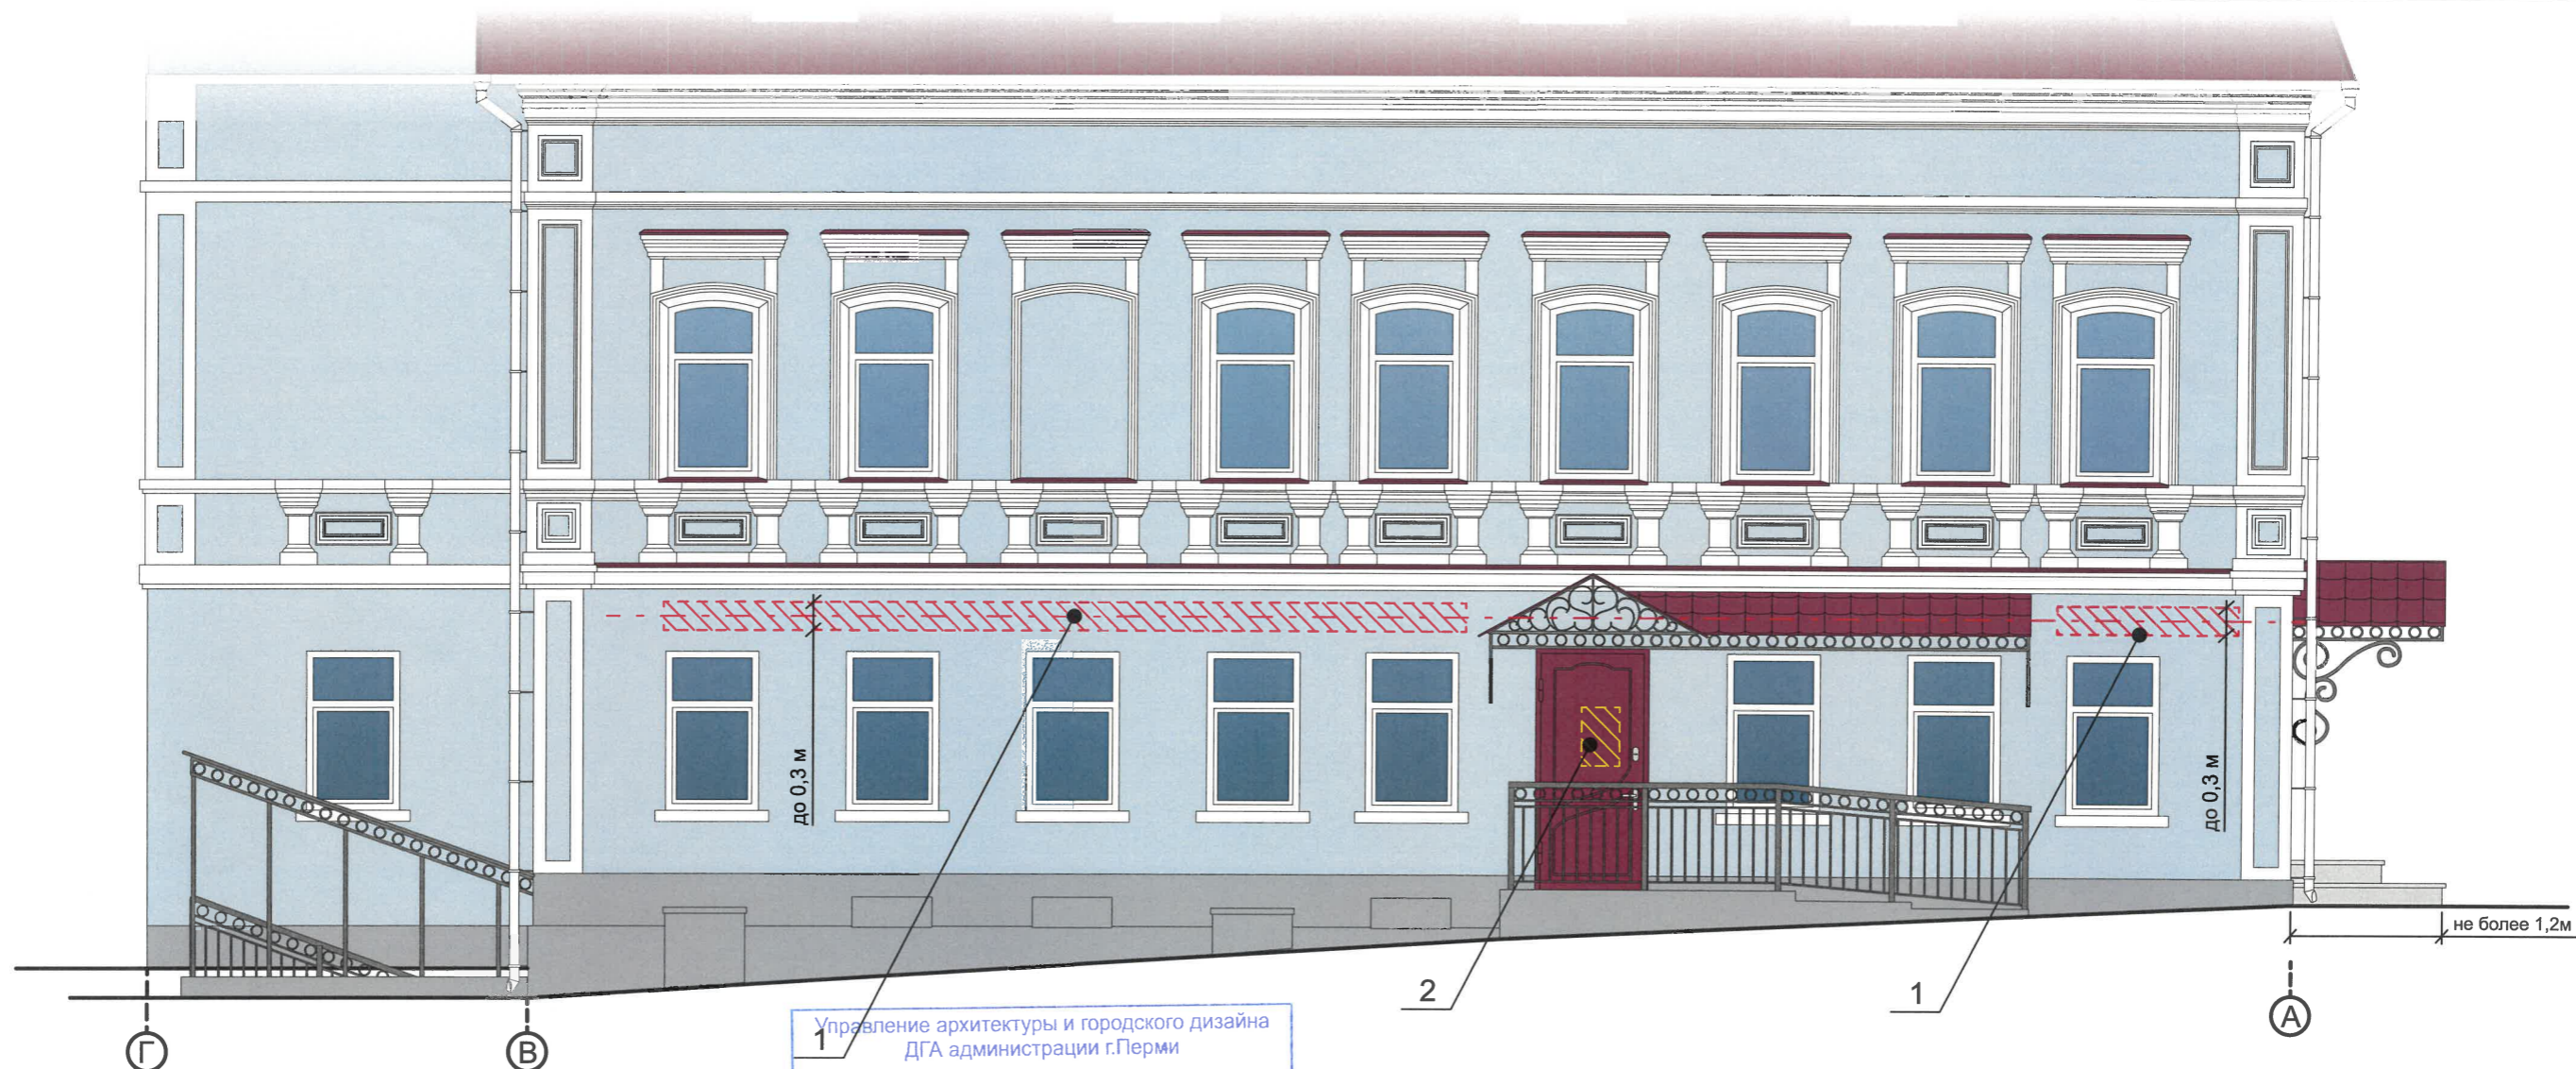 до 0,3 м
до 0,3 м
не более 1,2м
2
1
1
Управление архитектуры и городского дизайна
ДГА администрации г.Перми
Г
В
А